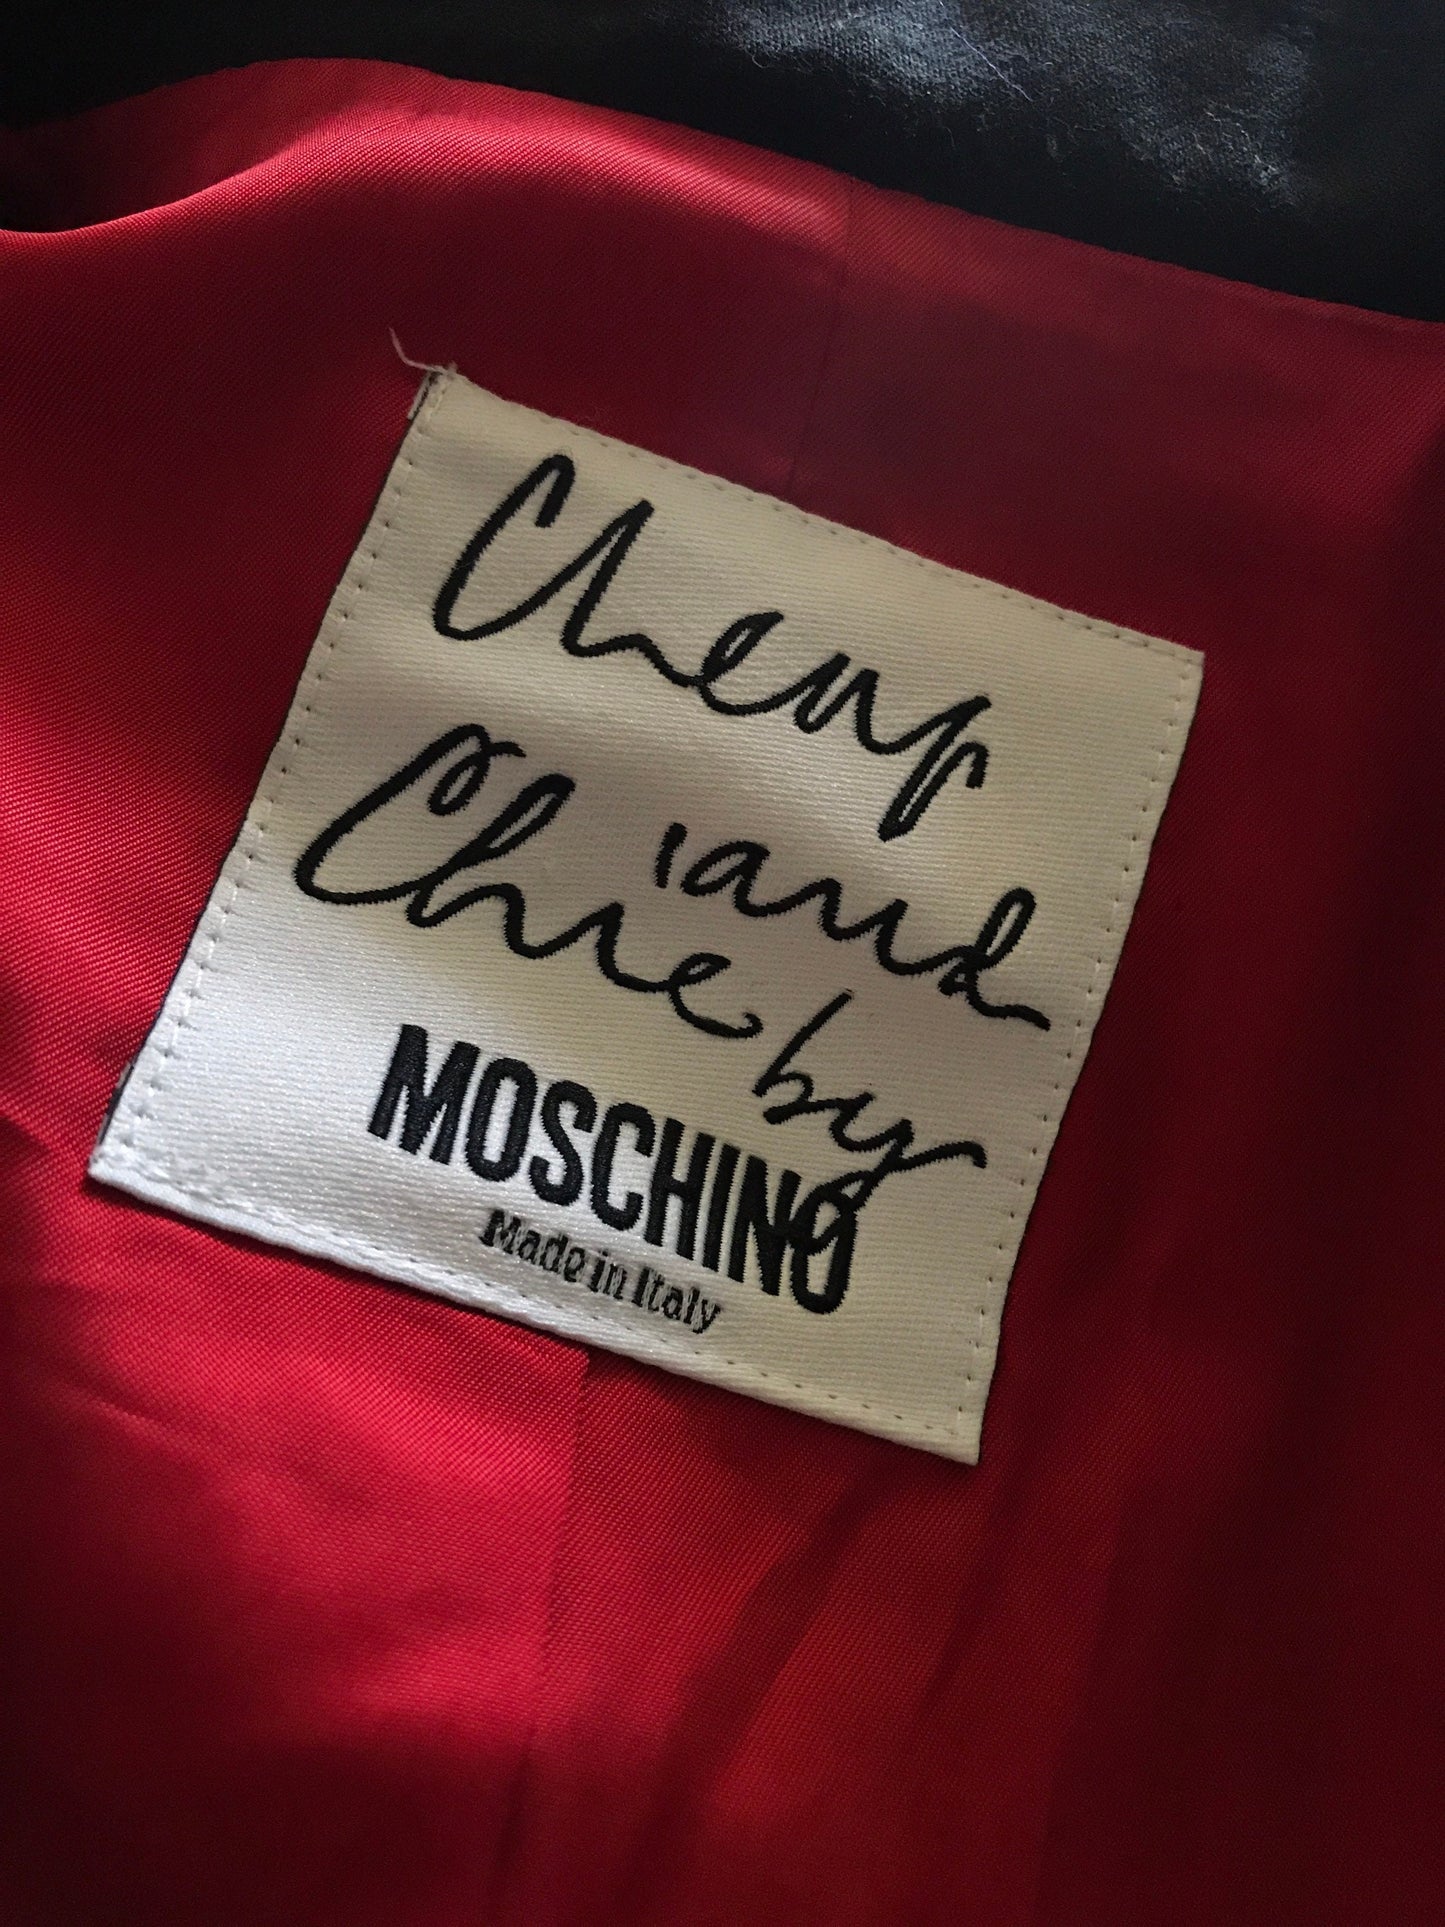 Cheap
and
Chic by
MOSCHINO
Made in Italy